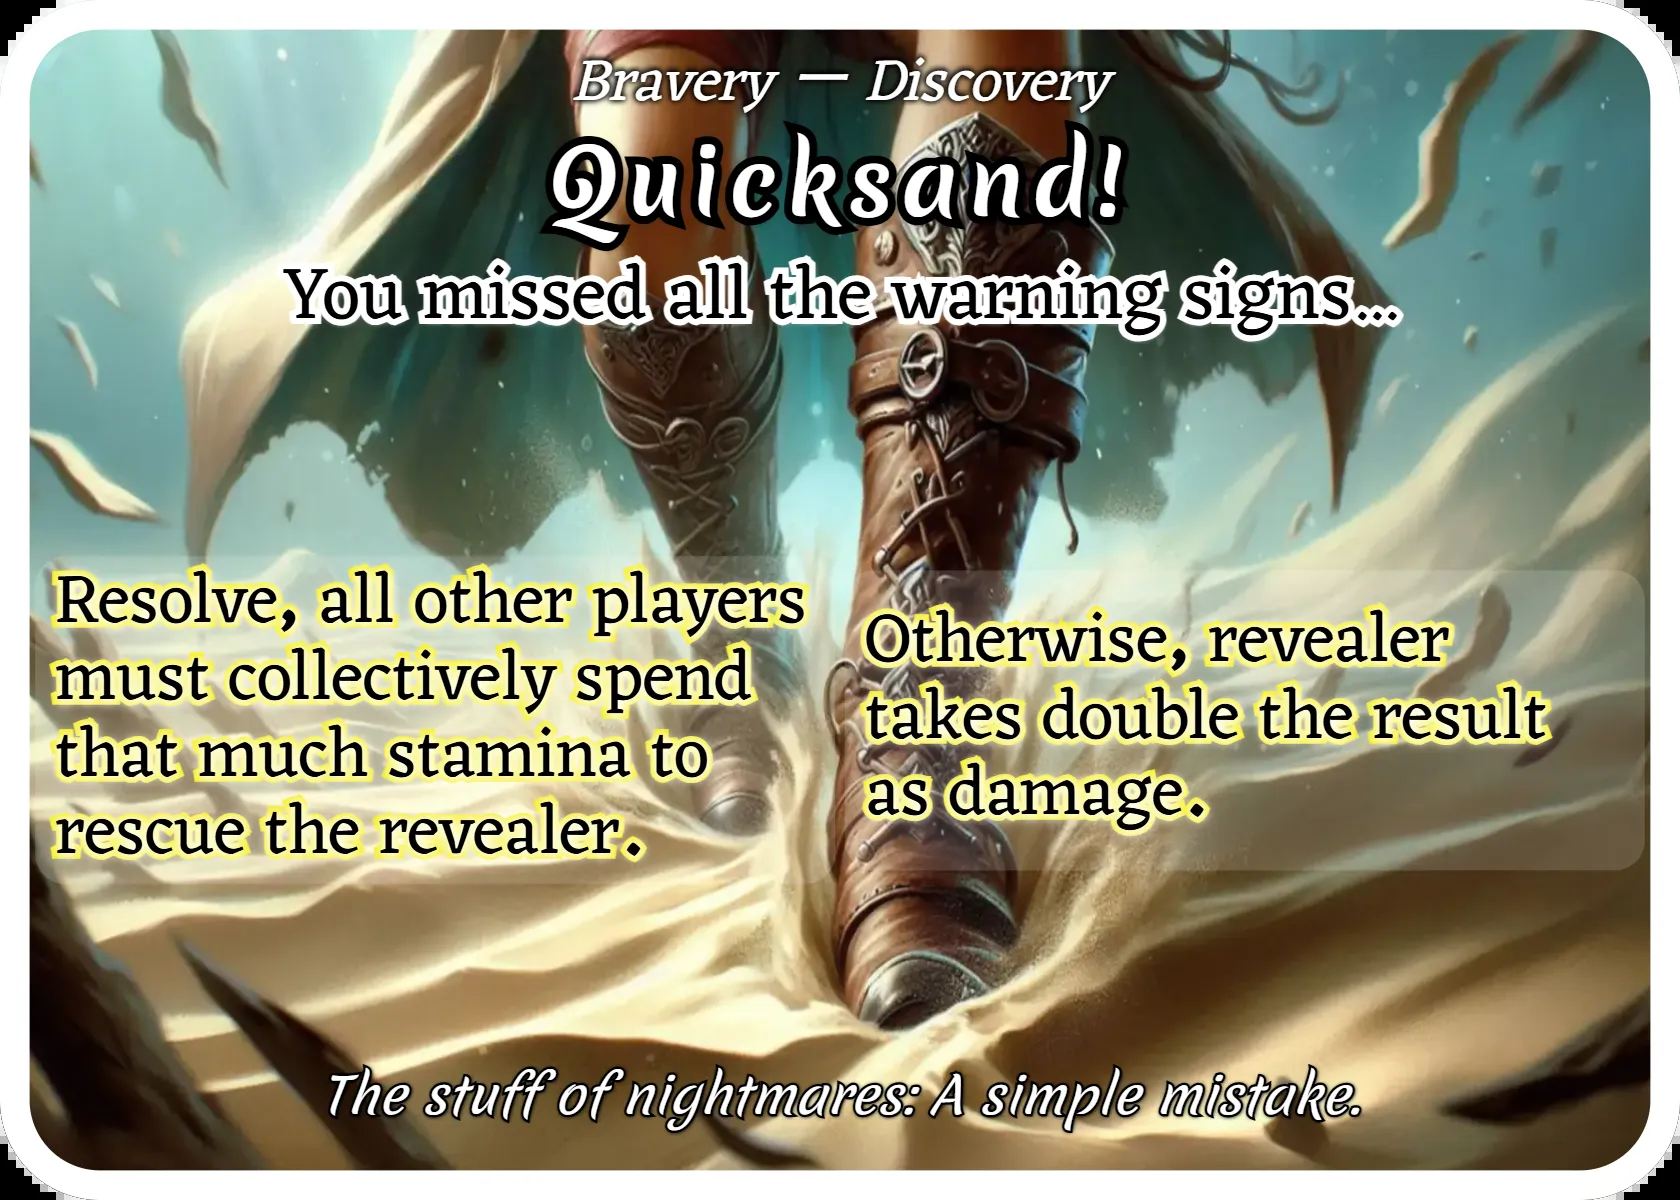 Bravery — Discovery
Quicksand!
You missed all the warning signs...
Resolve, all other players
must collectively spend
that much stamina to
rescue the revealer.
Otherwise, revealer
takes double the result
as damage.
The stuff of nightmares: A simple mistake.